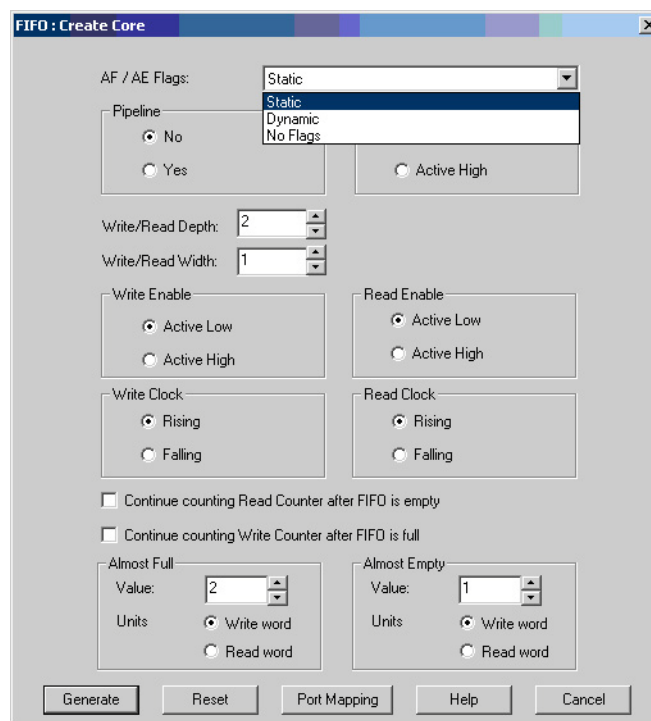 FIFO : Create Core
AF / AE Flags: Static
Static
Dynamic
No Flags
Pipeline
No
Yes
Active High
Write/Read Depth: 2
Write/Read Width: 1
Write Enable
Active Low
Active High
Read Enable
Active Low
Active High
Write Clock
Rising
Falling
Read Clock
Rising
Falling
Continue counting Read Counter after FIFO is empty
Continue counting Write Counter after FIFO is full
Almost Full
Value: 2
Units Write word
Read word
Almost Empty
Value: 1
Units Write word
Read word
Generate Reset Port Mapping Help Cancel